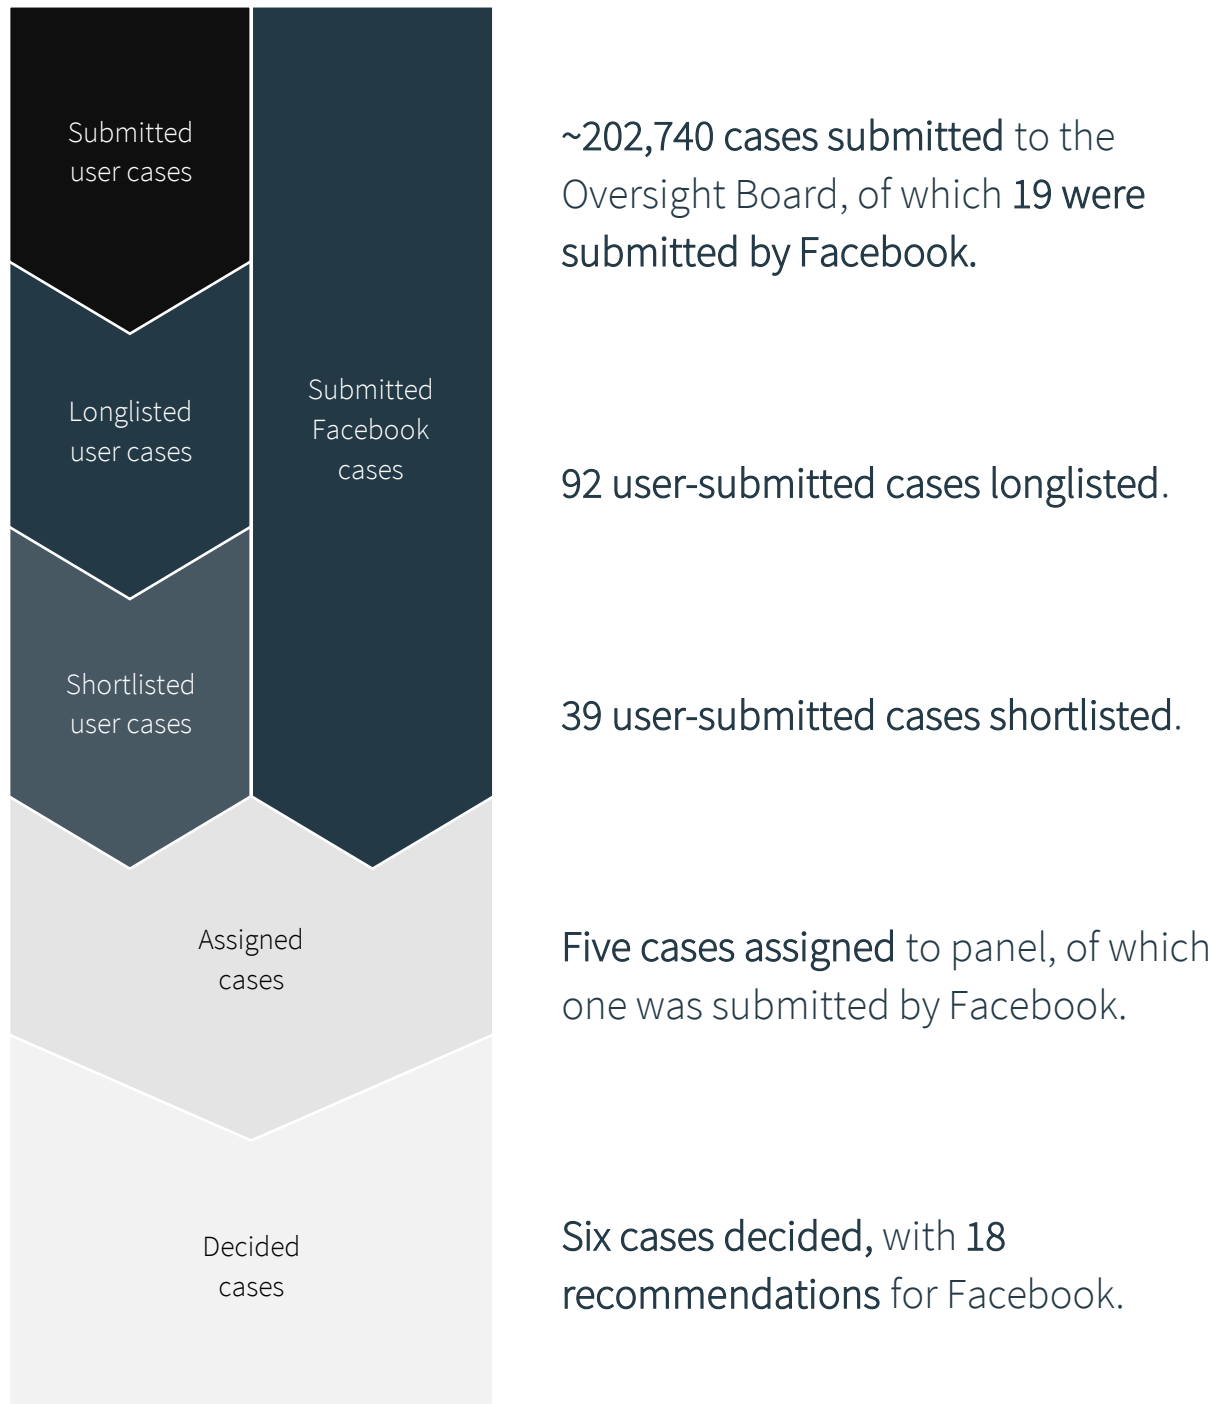 Submitted
user cases
~202,740 cases submitted to the
Oversight Board, of which 19 were
submitted by Facebook.
Longlisted
user cases
Submitted
Facebook
cases
92 user-submitted cases longlisted.
Shortlisted
user cases
39 user-submitted cases shortlisted.
Assigned
cases
Five cases assigned to panel, of which
one was submitted by Facebook.
Decided
cases
Six cases decided, with 18
recommendations for Facebook.